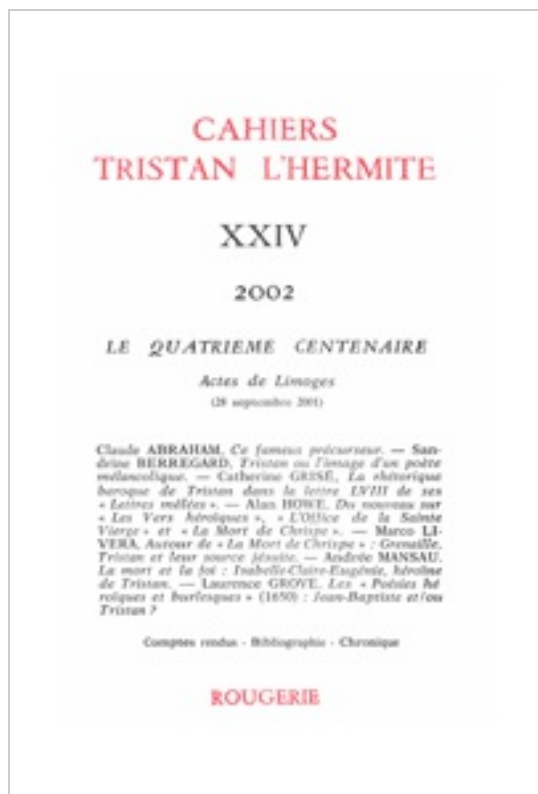 CAHIERS
TRISTAN L'HERMITE
XXIV
2002
LE QUATRIEME CENTENAIRE
Actes de Limoges
(28 septembre 2001)
Claude ABRAHAM, Ce fameux précurseur. — San-
drine BERREGARD, Tristan ou l'image d'un poète
mélancolique. — Catherine GRISÉ, La rhétorique
baroque de Tristan dans la lettre LVIII de ses
« Lettres mêlées ». — Alan HOWE, Du nouveau sur
« Les Vers héroïques », « L'Office de la Sainte
Vierge » et « La Mort de Chrispe ». — Marco LI-
VERA, Autour de « La Mort de Chrispe » : Grenaille,
Tristan et leur source jésuite. — Andrée MANSAU,
La mort et la foi : Isabelle-Claire-Eugénie, héroïne
de Tristan. — Laurence GROVE, Les « Poésies hé
roïques et burlesques » (1650) : Jean-Baptiste et/ou
Tristan ?
Comptes rendus - Bibliographie - Chronique
ROUGERIE